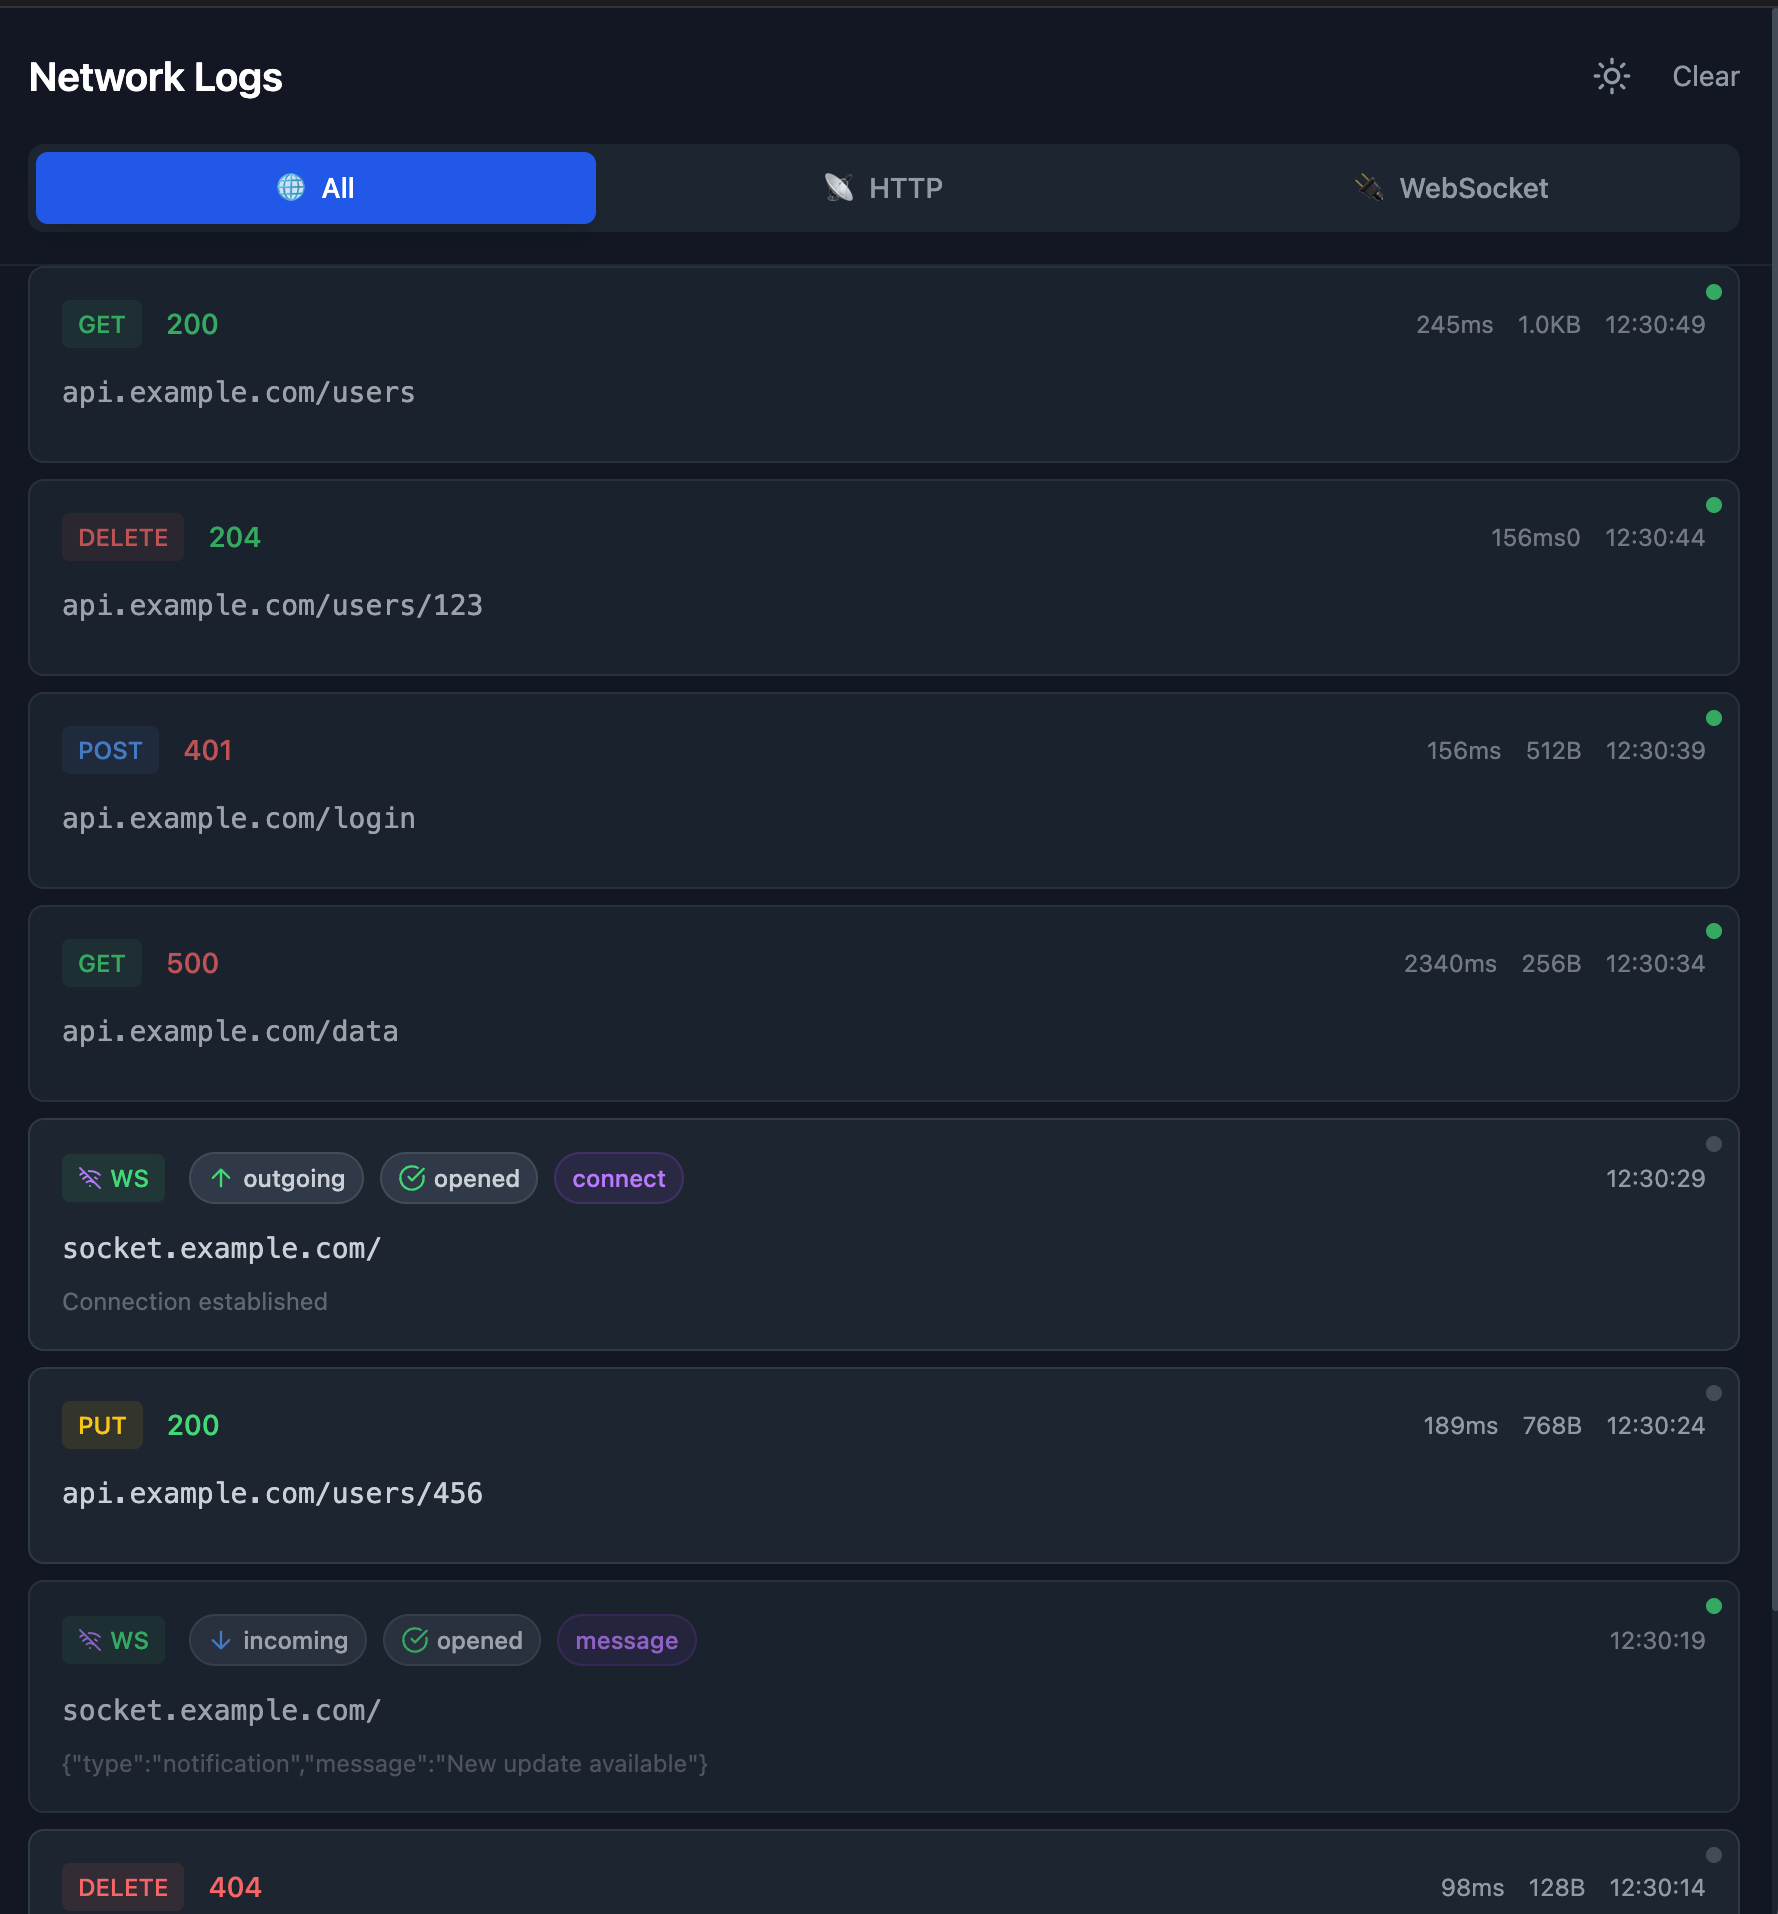 Network Logs Clear
All HTTP WebSocket
GET 200 245ms 1.0KB 12:30:49
api.example.com/users
DELETE 204 156ms0 12:30:44
api.example.com/users/123
POST 401 156ms 512B 12:30:39
api.example.com/login
GET 500 2340ms 256B 12:30:34
api.example.com/data
WS outgoing opened connect 12:30:29
socket.example.com/
Connection established
PUT 200 189ms 768B 12:30:24
api.example.com/users/456
WS incoming opened message 12:30:19
socket.example.com/
{"type":"notification","message":"New update available"}
DELETE 404 98ms 128B 12:30:14